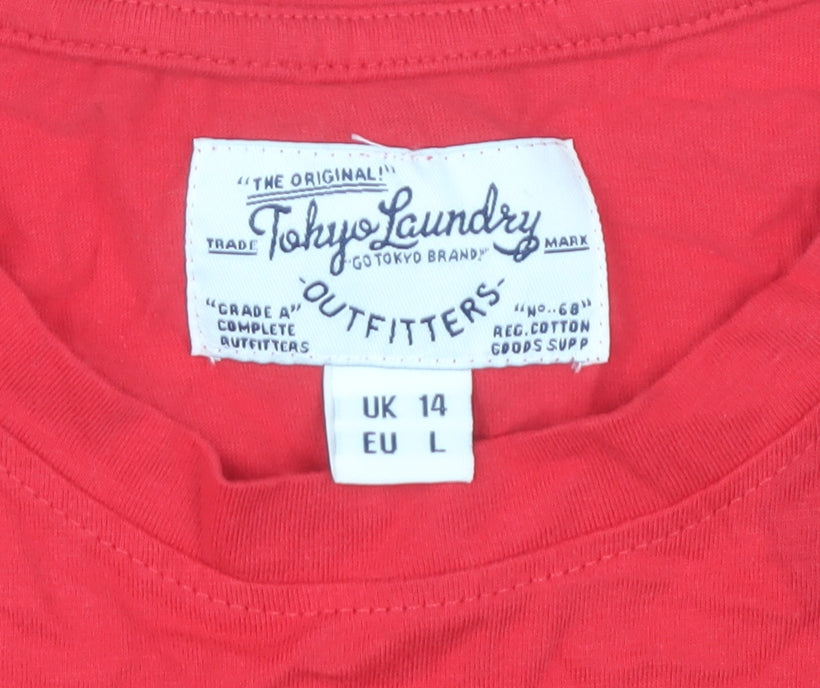 "THE ORIGINAL!"
Tokyo Laundry
TRADE MARK
"GO TOKYO BRAND!"
-OUTFITTERS-
"GRADE A"
COMPLETE
OUTFITTERS
"Nº..68"
REG. COTTON
GOODS SUPP
UK 14
EU L